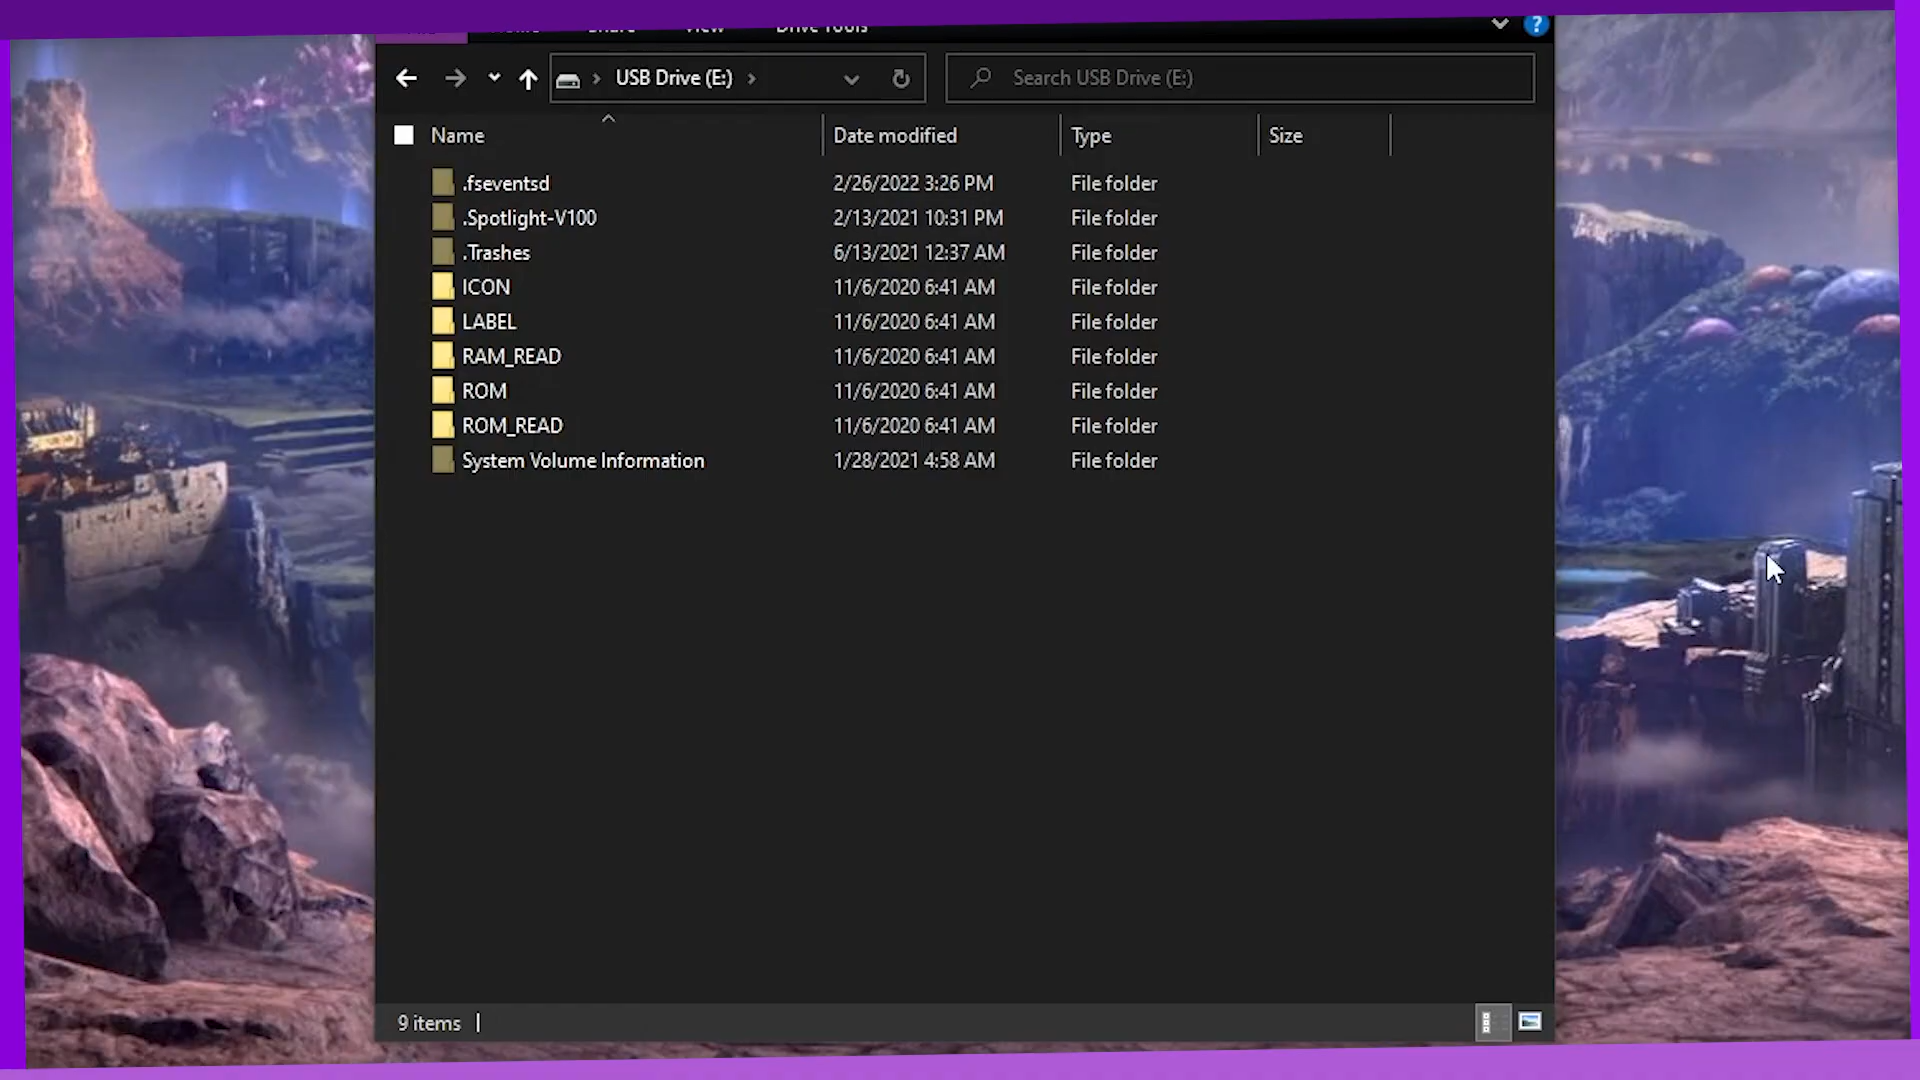 Share View Drive Tools ?
USB Drive (E:) Search USB Drive (E:)
Name Date modified Type Size
.fseventsd 2/26/2022 3:26 PM File folder
.Spotlight-V100 2/13/2021 10:31 PM File folder
.Trashes 6/13/2021 12:37 AM File folder
ICON 11/6/2020 6:41 AM File folder
LABEL 11/6/2020 6:41 AM File folder
RAM_READ 11/6/2020 6:41 AM File folder
ROM 11/6/2020 6:41 AM File folder
ROM_READ 11/6/2020 6:41 AM File folder
System Volume Information 1/28/2021 4:58 AM File folder
9 items